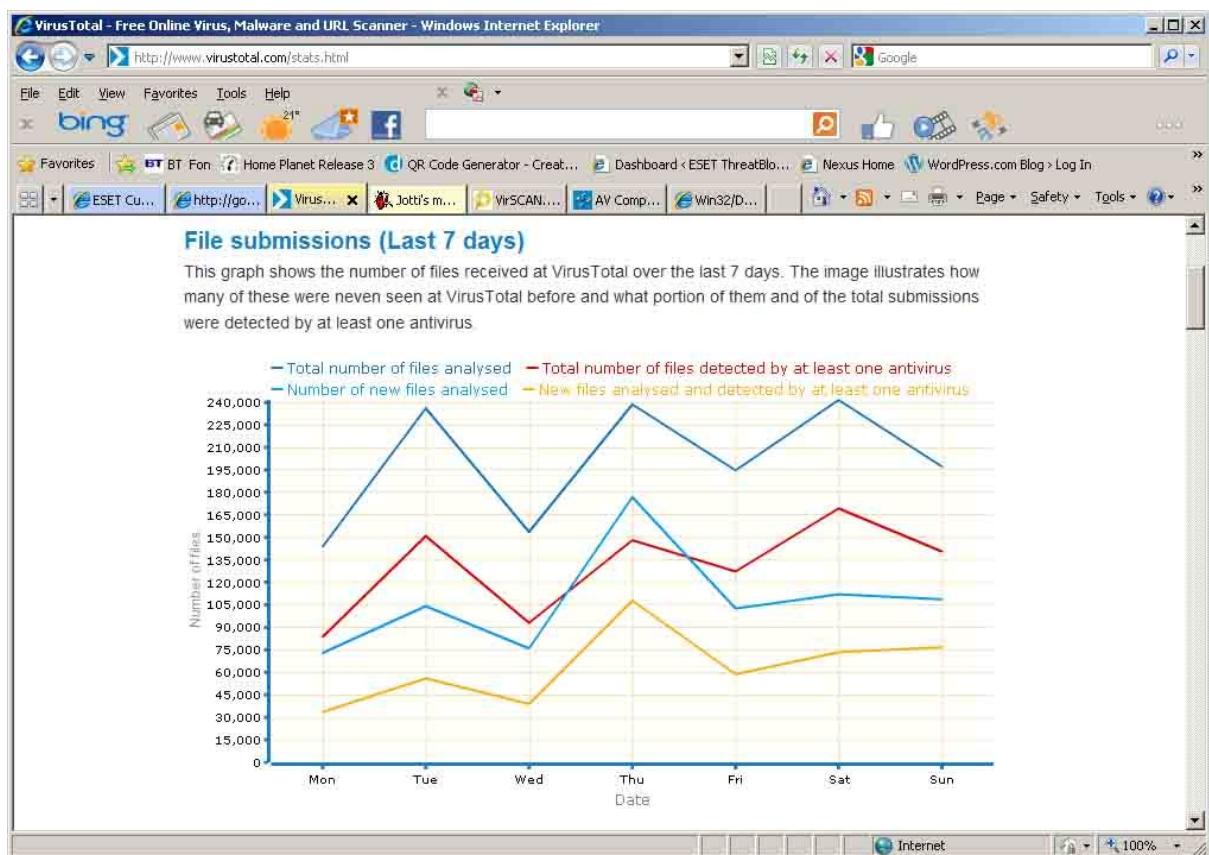 VirusTotal - Free Online Virus, Malware and URL Scanner - Windows Internet Explorer
http://www.virustotal.com/stats.html
Google
File Edit View Favorites Tools Help
bing
21°
Favorites
BT BT Fon
Home Planet Release 3
QR Code Generator - Creat...
Dashboard < ESET ThreatBlo...
Nexus Home
WordPress.com Blog > Log In
ESET Cu...
http://go...
Virus...
Jotti's m...
VirSCAN....
AV Comp...
Win32/D...
Page
Safety
Tools
File submissions (Last 7 days)
This graph shows the number of files received at VirusTotal over the last 7 days. The image illustrates how
many of these were neven seen at VirusTotal before and what portion of them and of the total submissions
were detected by at least one antivirus
Total number of files analysed
Total number of files detected by at least one antivirus
Number of new files analysed
New files analysed and detected by at least one antivirus
240,000
225,000
210,000
195,000
180,000
165,000
150,000
135,000
120,000
105,000
90,000
75,000
60,000
45,000
30,000
15,000
0
Number of files
Mon Tue Wed Thu Fri Sat Sun
Date
Internet
100%